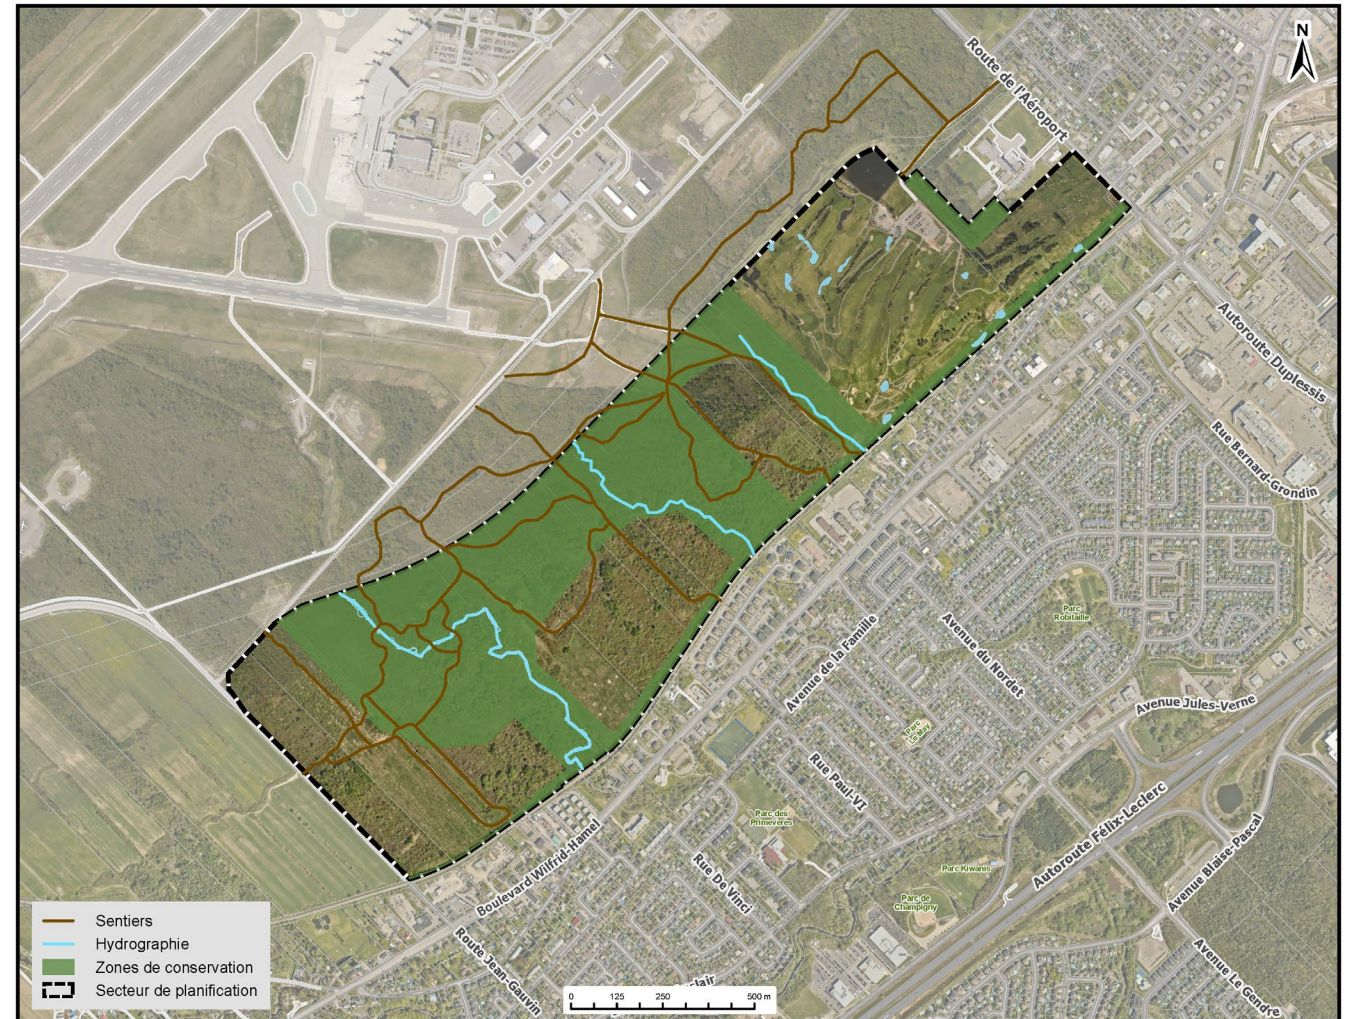 N
Route de l'Aéroport
Autoroute Duplessis
Rue Bernard-Grondin
Parc
Robitaille
Avenue de la Famille
Avenue du Nordet
Avenue Jules-Verne
Parc
Le May
Rue Paul-VI
Parc des
Primevères
Autoroute Félix-Leclerc
Avenue Blaise-Pascal
Boulevard Wilfrid-Hamel
Rue De Vinci
Parc Kiwanis
Parc de
Champigny
Route Jean-Gauvin
Avenue Le Gendre
Sentiers
Hydrographie
Zones de conservation
Secteur de planification
0 125 250 500 m